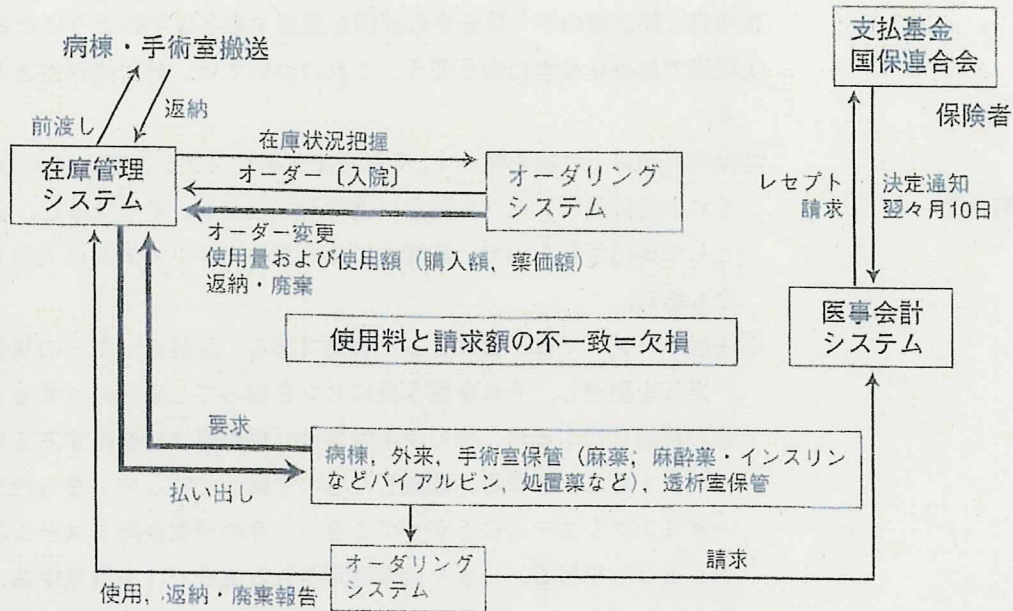 病棟・手術室搬送
前渡し
返納
在庫管理
システム
在庫状況把握
オーダー〔入院〕
オーダー変更
使用量および使用額（購入額，薬価額）
返納・廃棄
オーダリング
システム
支払基金
国保連合会
保険者
レセプト
請求
決定通知
翌々月10日
医事会計
システム
使用料と請求額の不一致＝欠損
要求
払い出し
病棟，外来，手術室保管（麻薬；麻酔薬・インスリン
などバイアルビン，処置薬など），透析室保管
オーダリング
システム
請求
使用，返納・廃棄報告